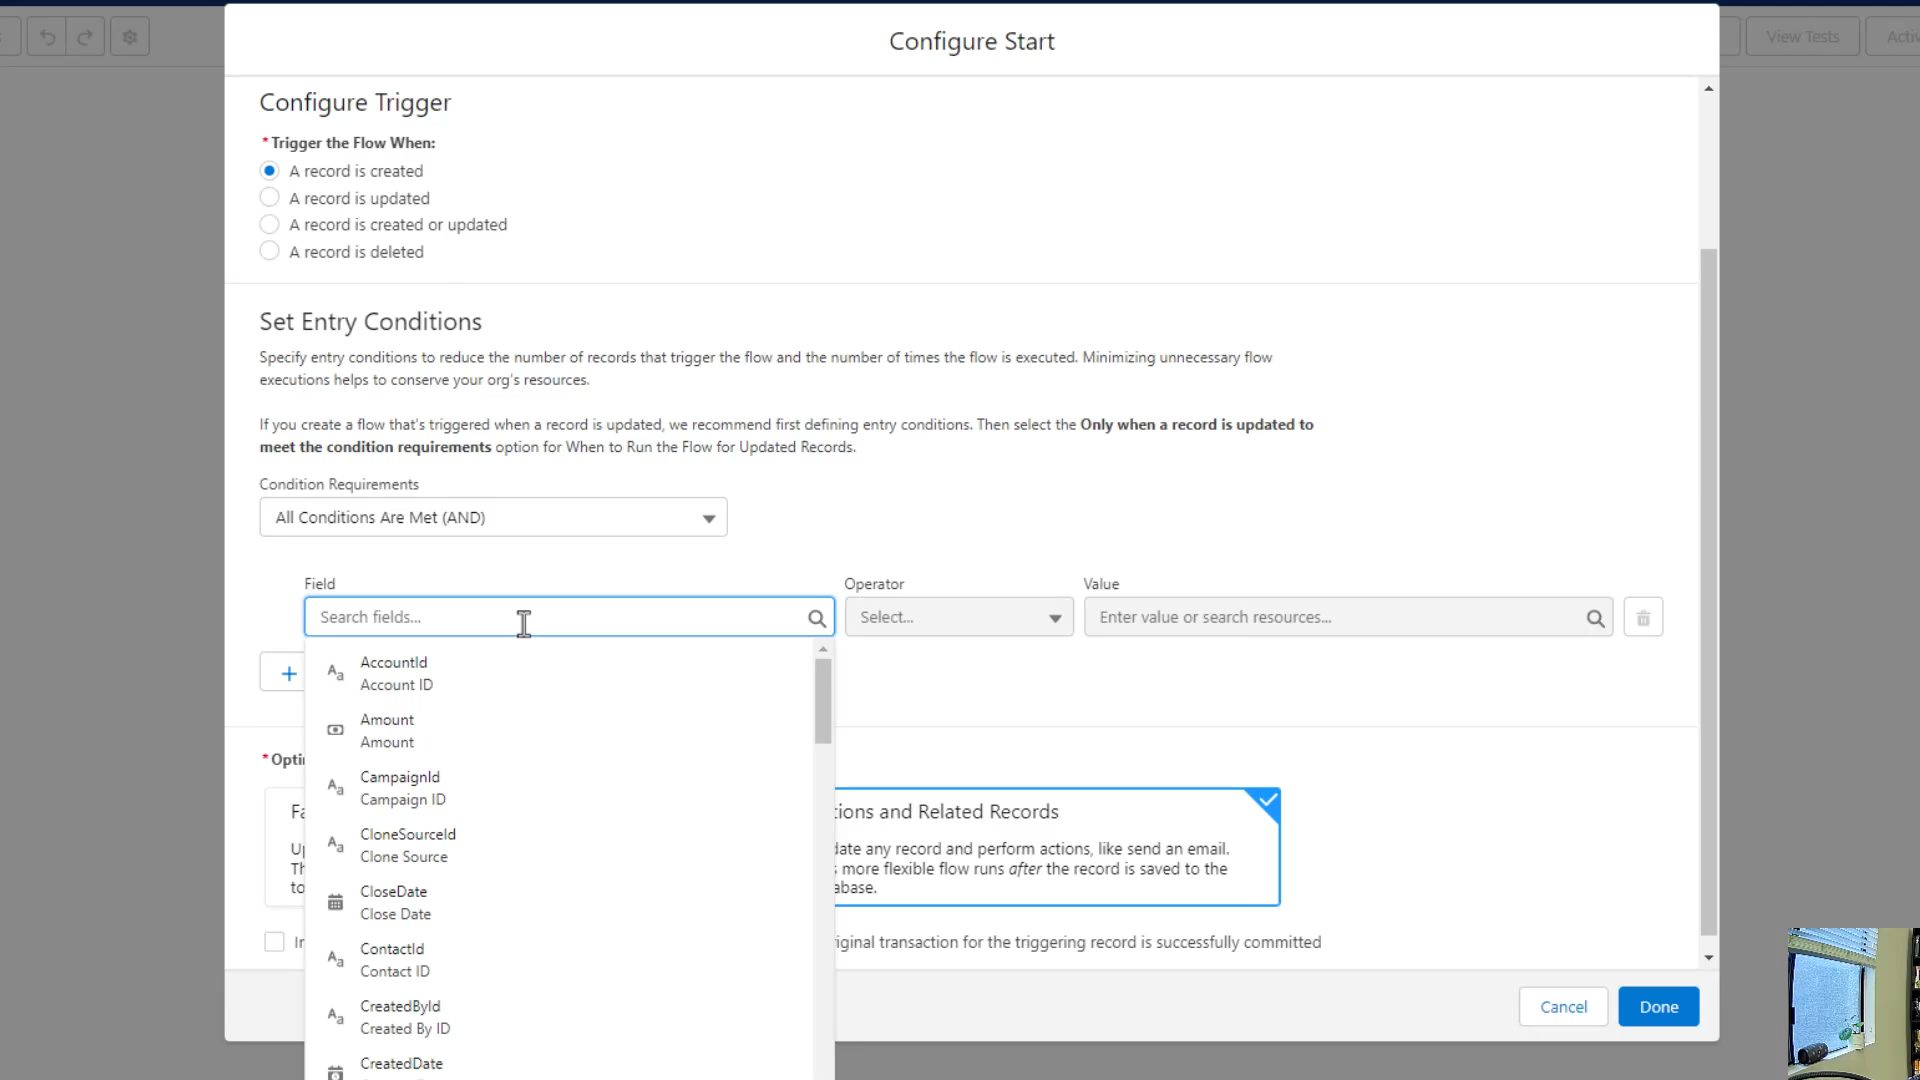 Configure Start
View Tests
Configure Trigger
*Trigger the Flow When:
A record is created
A record is updated
A record is created or updated
A record is deleted
Set Entry Conditions
Specify entry conditions to reduce the number of records that trigger the flow and the number of times the flow is executed. Minimizing unnecessary flow
executions helps to conserve your org's resources.
If you create a flow that's triggered when a record is updated, we recommend first defining entry conditions. Then select the Only when a record is updated to
meet the condition requirements option for When to Run the Flow for Updated Records.
Condition Requirements
All Conditions Are Met (AND)
Field
Operator
Value
Search fields...
Select...
Enter value or search resources...
AccountId
Account ID
Amount
Amount
CampaignId
Campaign ID
CloneSourceId
Clone Source
CloseDate
Close Date
ContactId
Contact ID
CreatedById
Created By ID
CreatedDate
and Related Records
any record and perform actions, like send an email.
more flexible flow runs after the record is saved to the
transaction for the triggering record is successfully committed
Cancel
Done